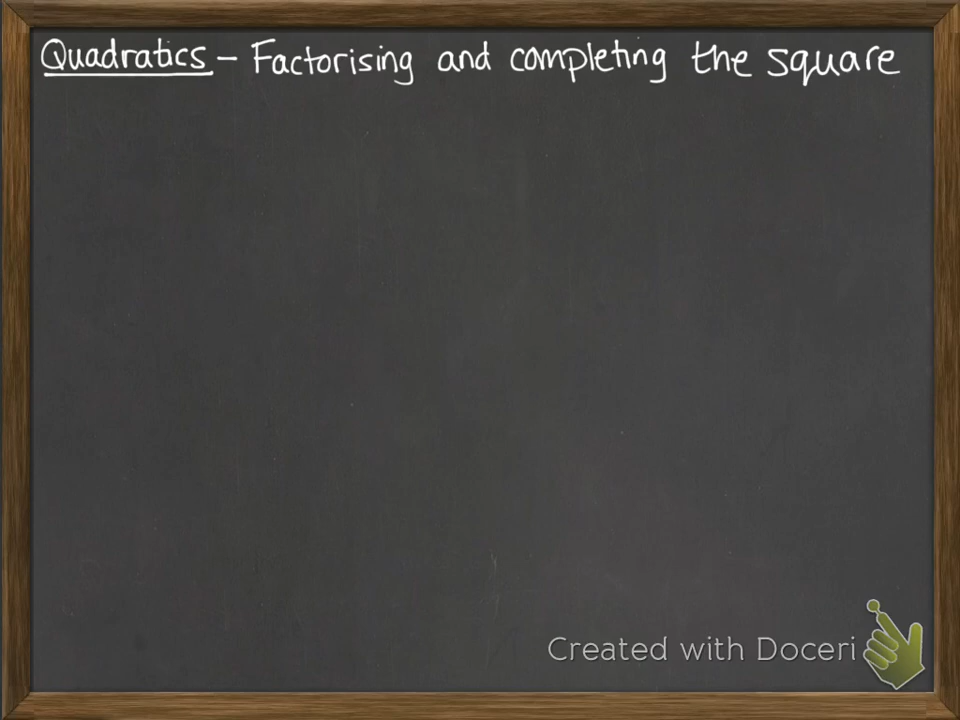 Quadratics – Factorising and completing the square
Created with Doceri